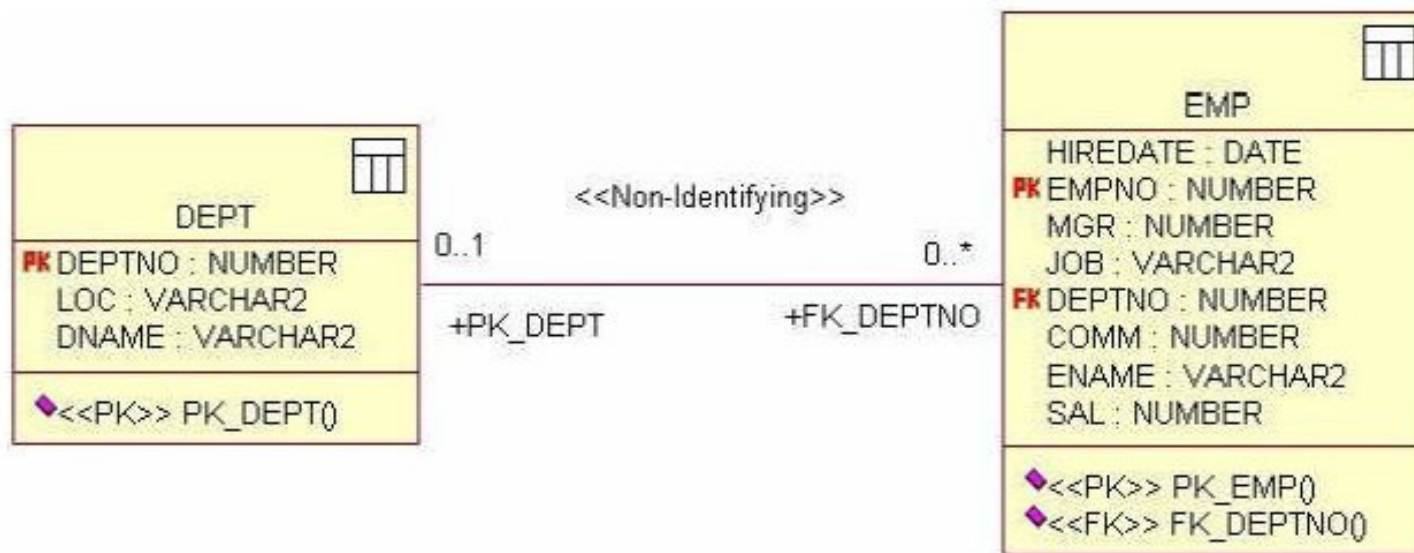 DEPT
PK DEPTNO : NUMBER
LOC : VARCHAR2
DNAME : VARCHAR2
<<PK>> PK_DEPT()
<<Non-Identifying>>
0..1
0..*
+PK_DEPT
+FK_DEPTNO
EMP
HIREDATE : DATE
PK EMPNO : NUMBER
MGR : NUMBER
JOB : VARCHAR2
FK DEPTNO : NUMBER
COMM : NUMBER
ENAME : VARCHAR2
SAL : NUMBER
<<PK>> PK_EMP()
<<FK>> FK_DEPTNO()